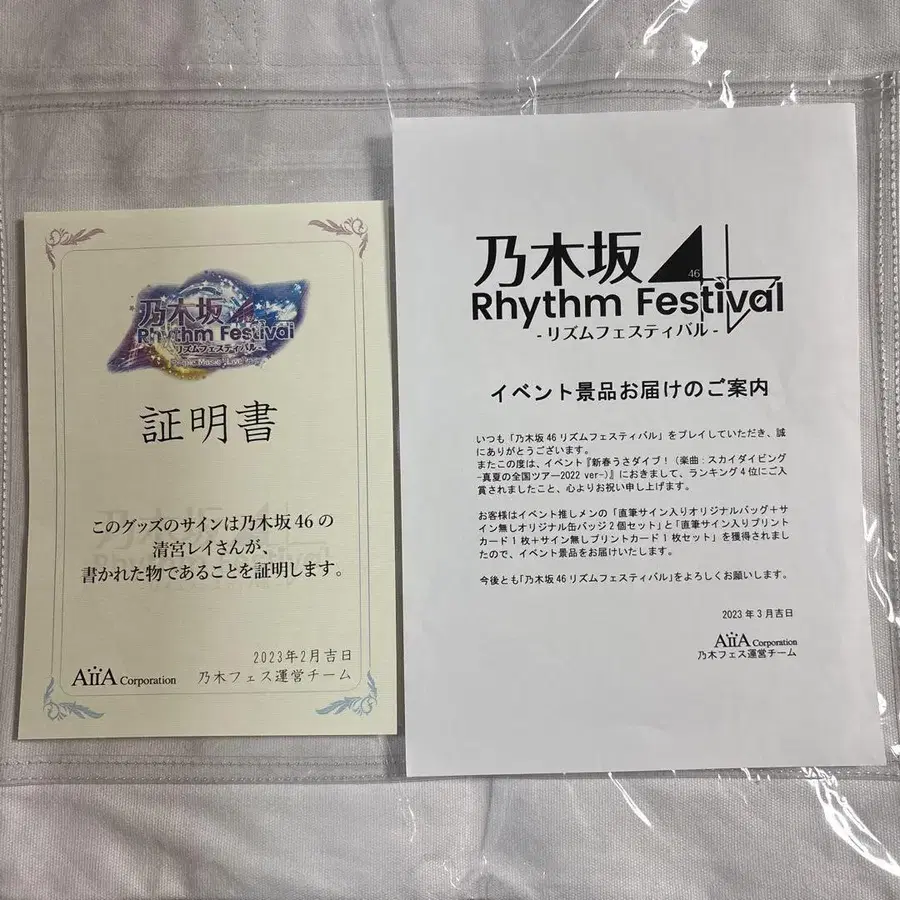 乃木坂46
Rhythm Festival
-リズムフェスティバル-
証明書
このグッズのサインは乃木坂46の
清宮レイさんが、
書かれた物であることを証明します。
2023年2月吉日
AiiA Corporation
乃木フェス運営チーム
乃木坂46
Rhythm Festival
-リズムフェスティバル-
イベント景品お届けのご案内
いつも「乃木坂46リズムフェスティバル」をプレイしていただき、誠
にありがとうございます。
またこの度は、イベント『新春うさダイブ！（楽曲：スカイダイビング
-真夏の全国ツアー2022 ver-）』におきまして、ランキング4位にご入
賞されましたこと、心よりお祝い申し上げます。
お客様はイベント推しメンの「直筆サイン入りオリジナルバッグ＋サ
イン無しオリジナル缶バッジ2個セット」と「直筆サイン入りプリント
カード1枚＋サイン無しプリントカード1枚セット」を獲得されまし
たので、イベント景品をお届けいたします。
今後とも「乃木坂46リズムフェスティバル」をよろしくお願いします。
2023年3月吉日
AiiA Corporation
乃木フェス運営チーム